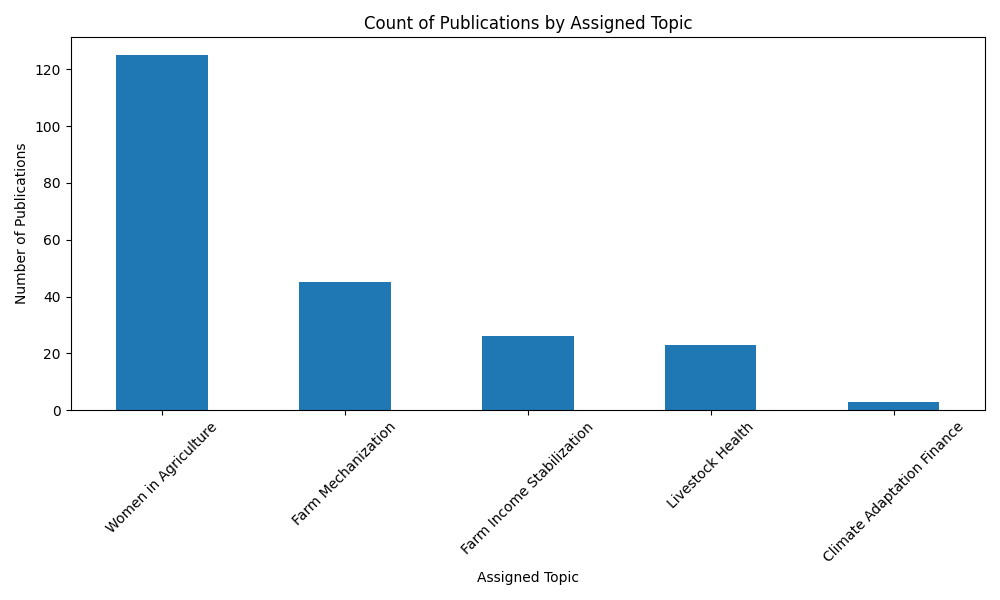 Count of Publications by Assigned Topic
Number of Publications
120
100
80
60
40
20
0
Women in Agriculture
Farm Mechanization
Farm Income Stabilization
Livestock Health
Climate Adaptation Finance
Assigned Topic